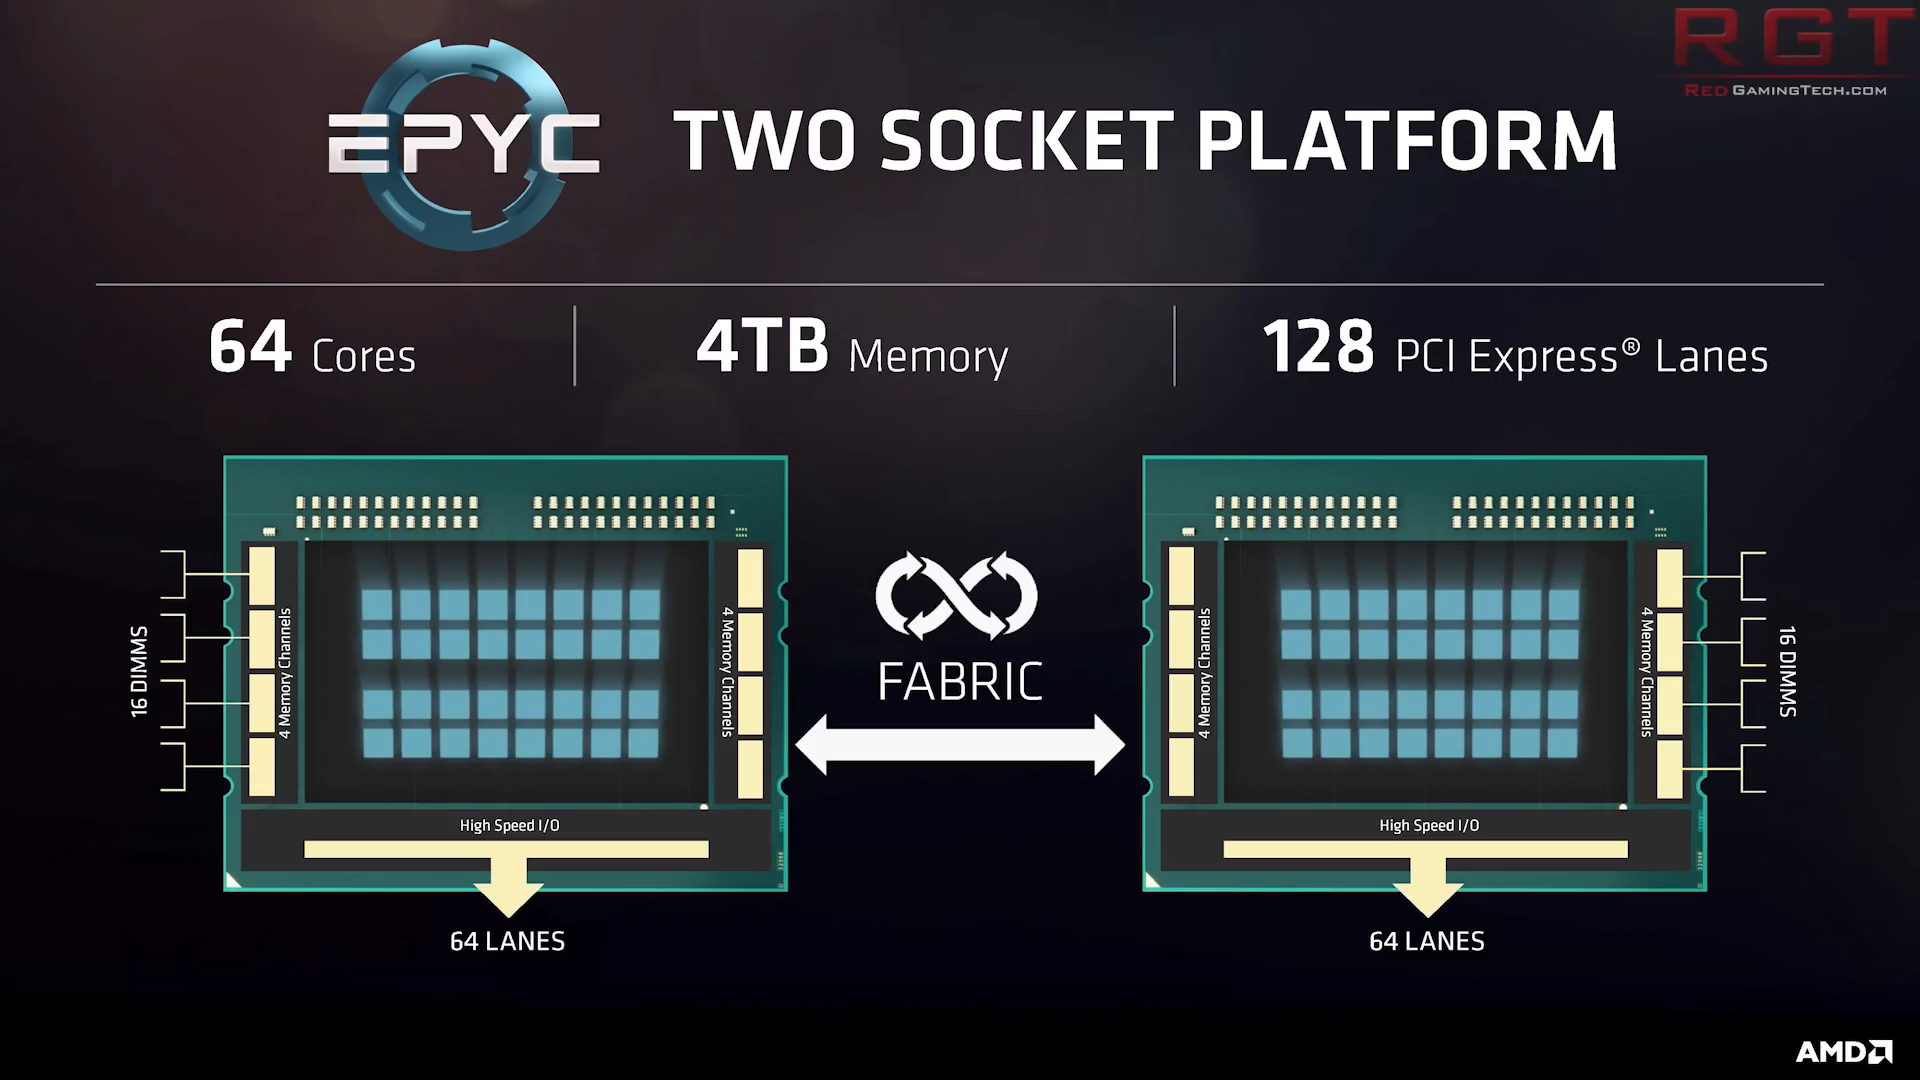 RGT
RedGamingTech.com
EPYC TWO SOCKET PLATFORM
64 Cores
4TB Memory
128 PCI Express® Lanes
16 DIMMS
4 Memory Channels
4 Memory Channels
High Speed I/O
64 LANES
FABRIC
4 Memory Channels
4 Memory Channels
16 DIMMS
High Speed I/O
64 LANES
AMD